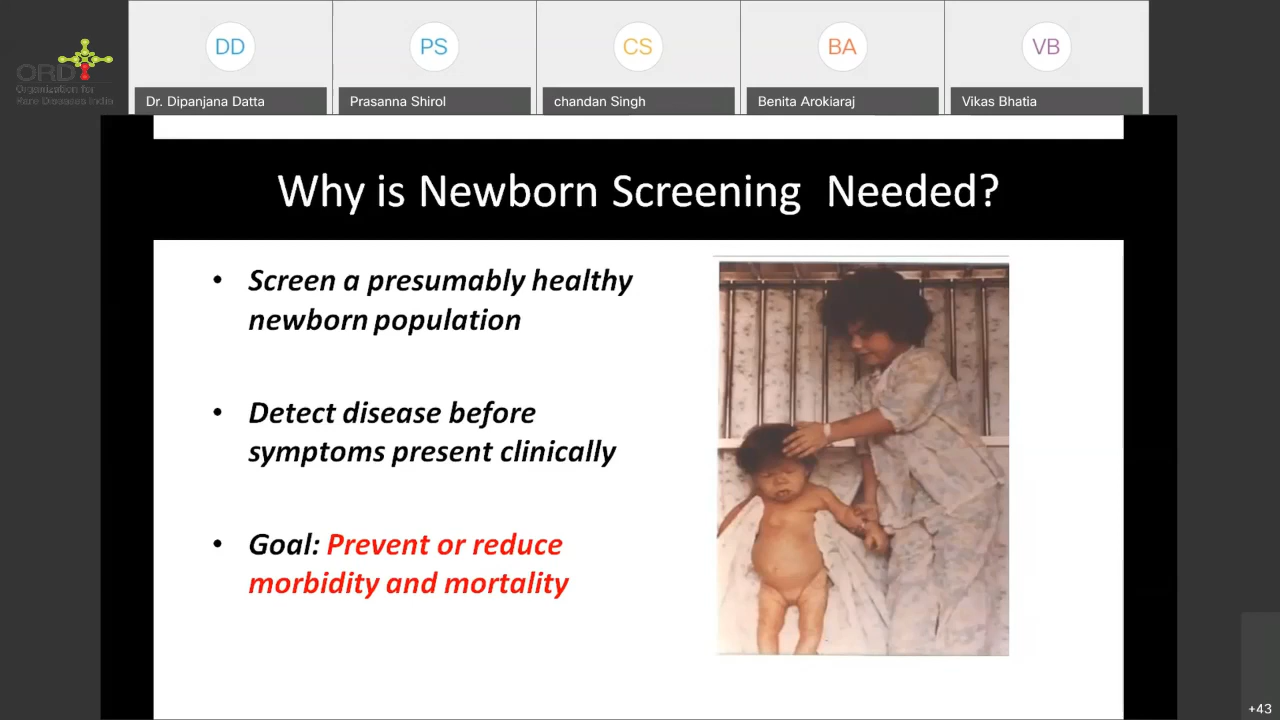 ORDI
Organization for
Rare Diseases India
DD
PS
CS
BA
VB
Dr. Dipanjana Datta
Prasanna Shirol
chandan Singh
Benita Arokiaraj
Vikas Bhatia
Why is Newborn Screening Needed?
• Screen a presumably healthy
newborn population
• Detect disease before
symptoms present clinically
• Goal: Prevent or reduce
morbidity and mortality
+43